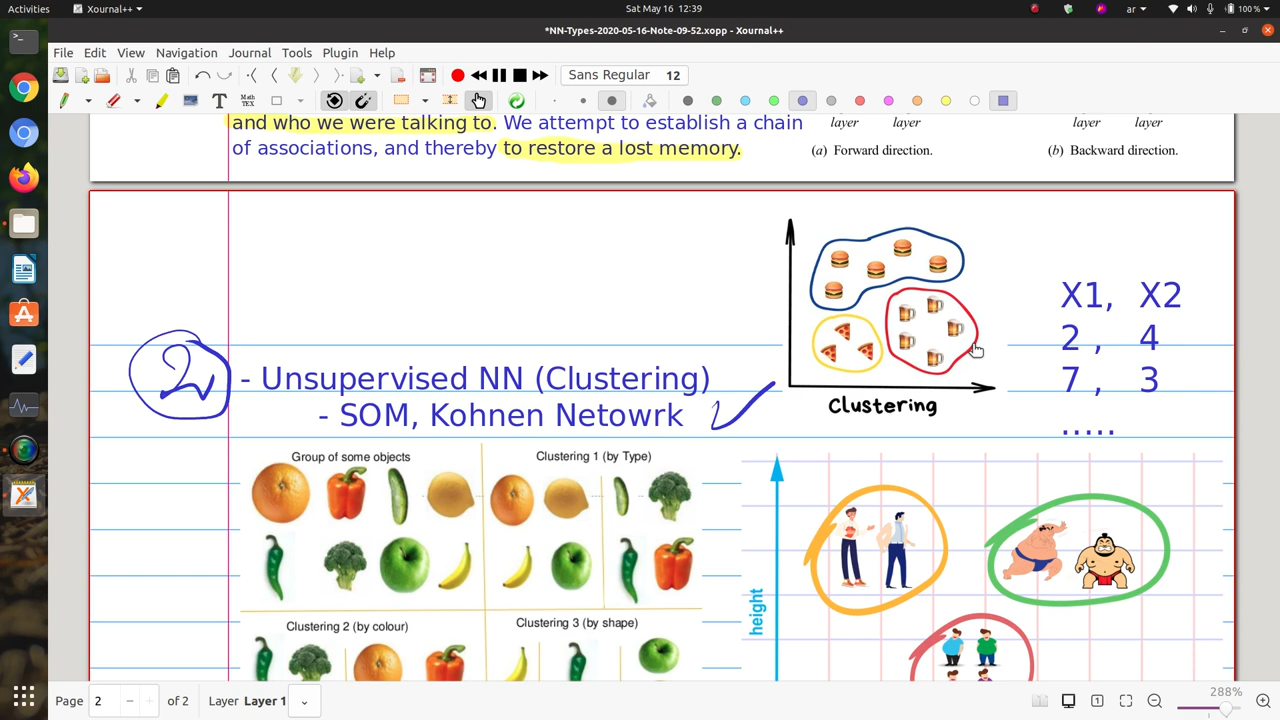 Activities
Xournal++
Sat May 16 12:39
ar
100 %
*NN-Types-2020-05-16-Note-09-52.xopp - Xournal++
File Edit View Navigation Journal Tools Plugin Help
Sans Regular 12
Math
TEX
and who we were talking to. We attempt to establish a chain
of associations, and thereby to restore a lost memory.
layer layer
(a) Forward direction.
layer layer
(b) Backward direction.
Clustering
X1, X2
2 , 4
7 , 3
.....
2
- Unsupervised NN (Clustering)
- SOM, Kohnen Netowrk
Group of some objects
Clustering 1 (by Type)
Clustering 2 (by colour)
Clustering 3 (by shape)
height
Page 2 of 2 Layer Layer 1
288%